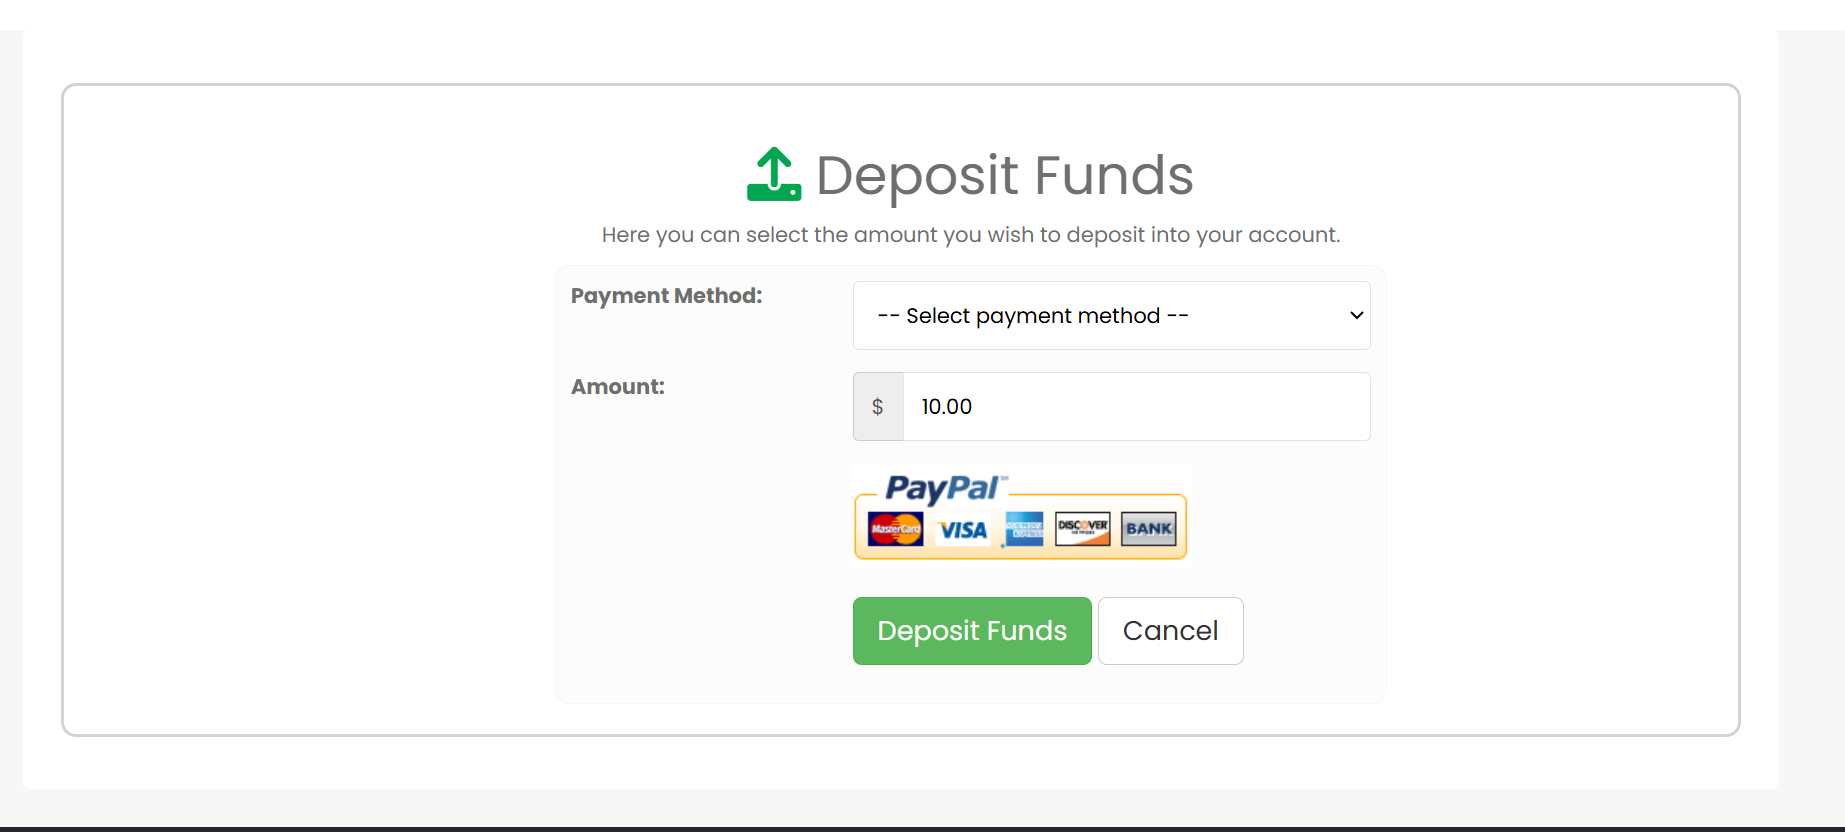 Deposit Funds
Here you can select the amount you wish to deposit into your account.
Payment Method:
-- Select payment method --
Amount:
$ 10.00
PayPal
MasterCard VISA DISCOVER BANK
Deposit Funds Cancel